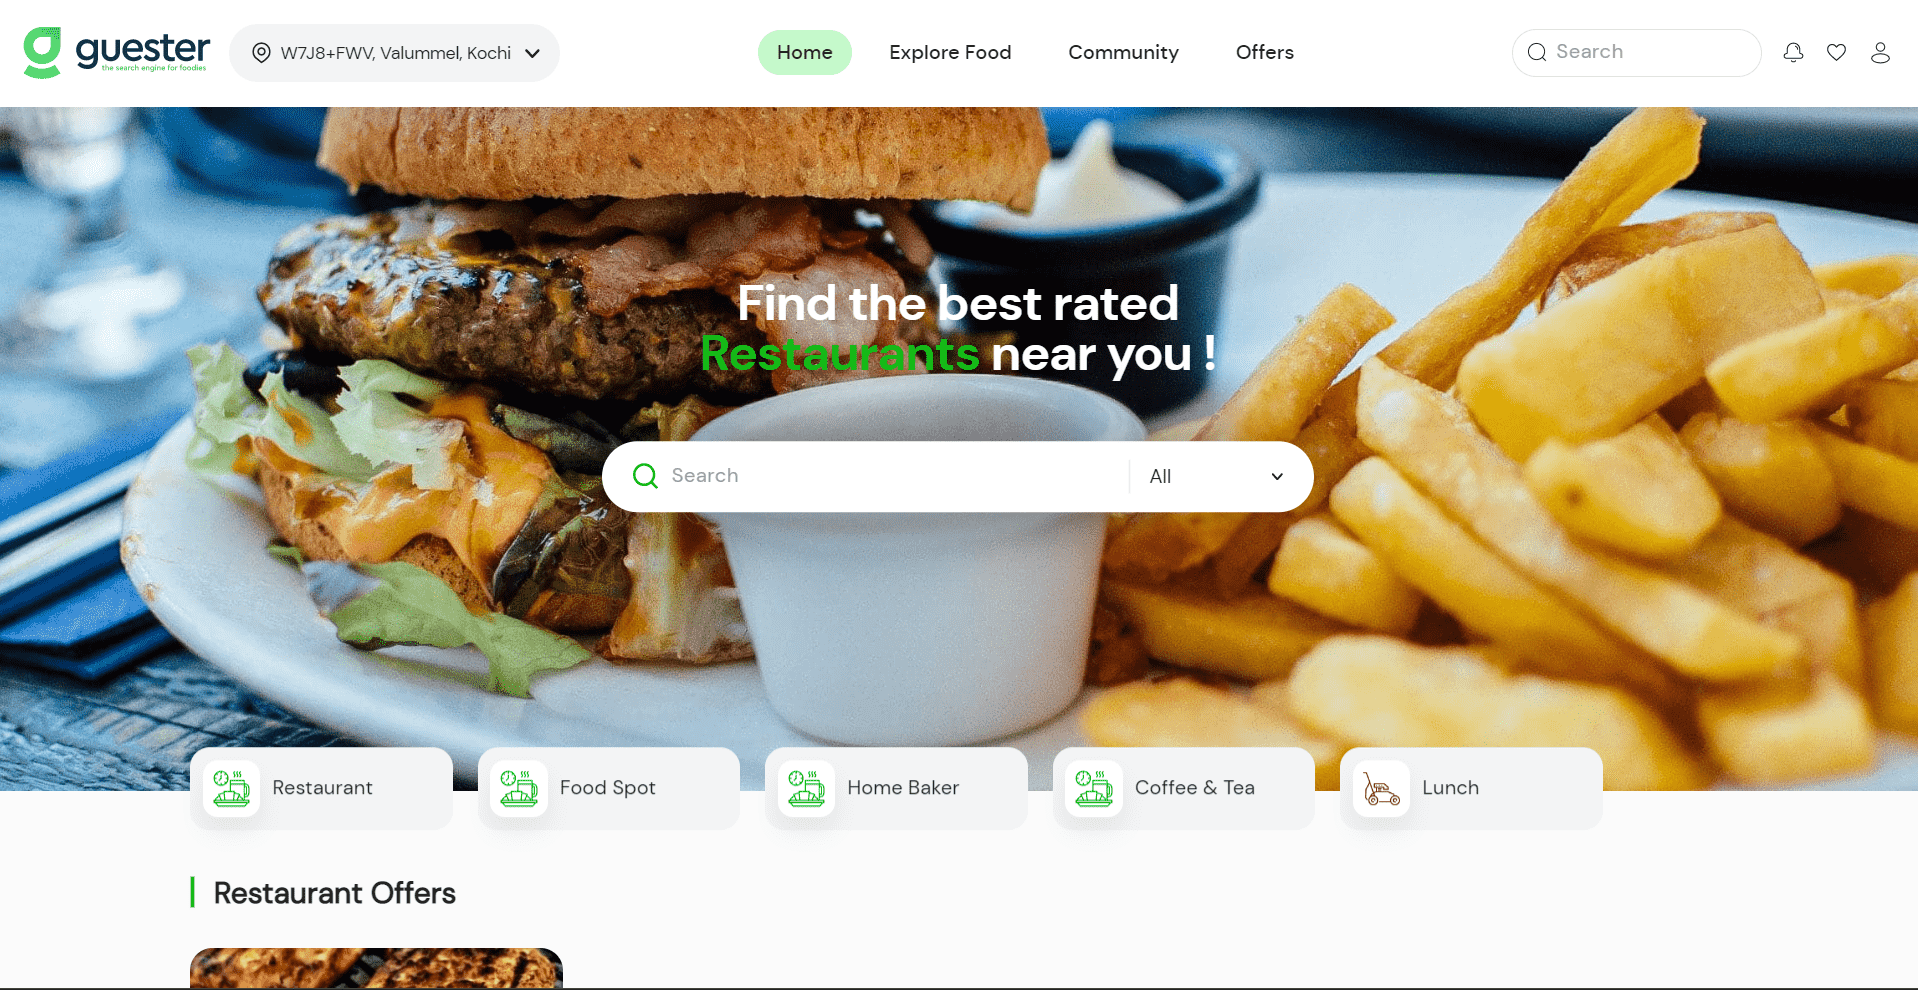 guester
the search engine for foodies
W7J8+FWV, Valummel, Kochi
Home
Explore Food
Community
Offers
Search
Find the best rated
Restaurants near you !
Search
All
Restaurant
Food Spot
Home Baker
Coffee & Tea
Lunch
Restaurant Offers